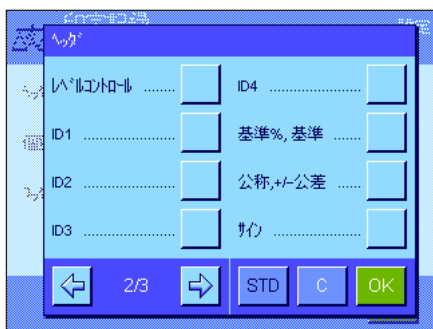 ﾍｯﾀﾞ
ﾚﾍﾞﾙｺﾝﾄﾛｰﾙ .......
ID1 ....................
ID2 ....................
ID3 ....................
ID4 ..................
基準%, 基準 .....
公称,+/-公差 .....
ｻｲﾝ .................
2/3
STD
C
OK